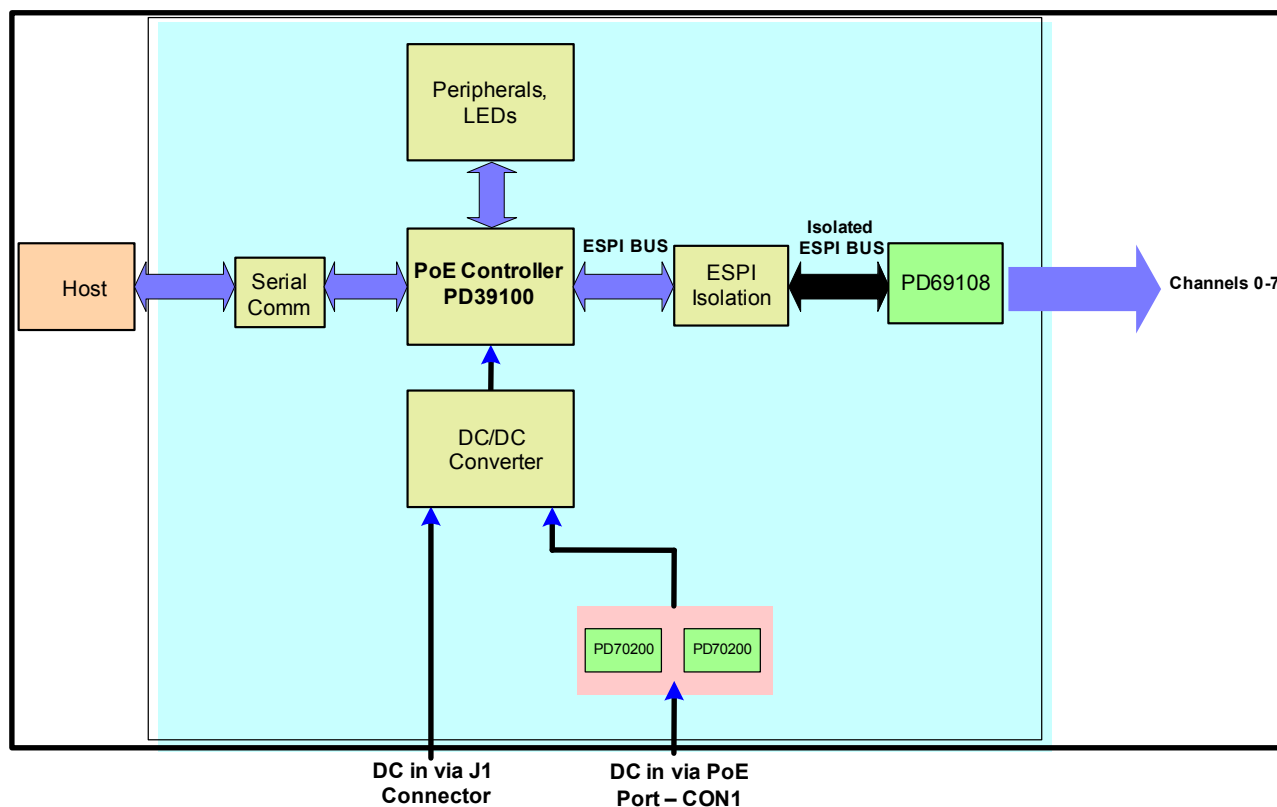 Peripherals,
LEDs
Host
Serial
Comm
PoE Controller
PD39100
ESPI BUS
ESPI
Isolation
Isolated
ESPI BUS
PD69108
Channels 0-7
DC/DC
Converter
PD70200
PD70200
DC in via J1
Connector
DC in via PoE
Port – CON1